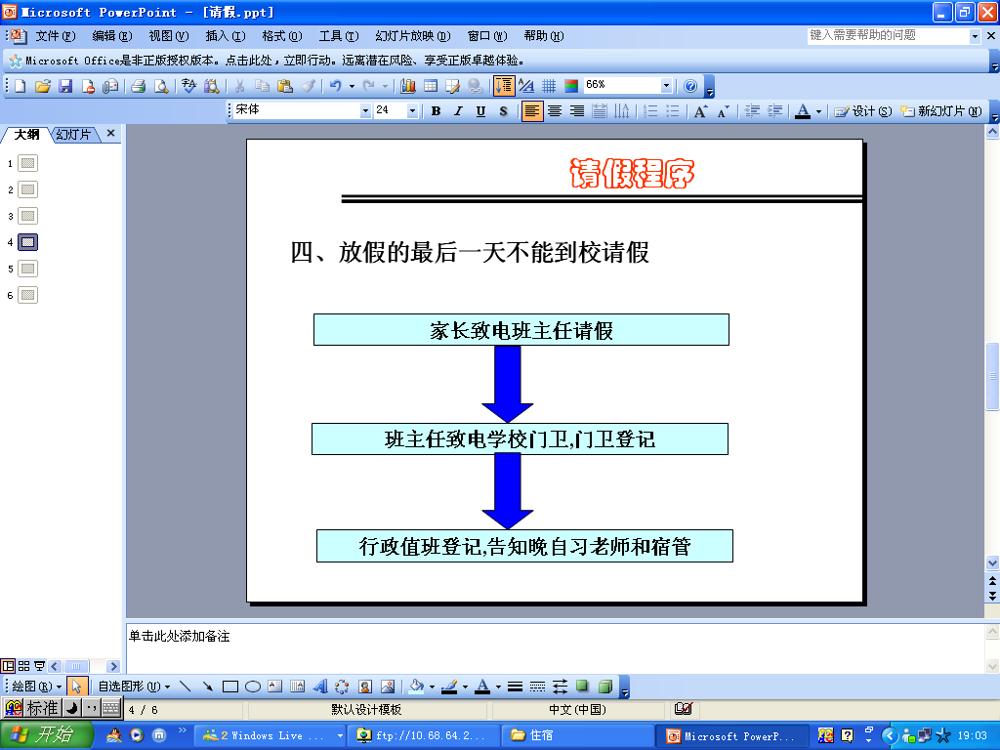 Microsoft PowerPoint - [请假.ppt]
文件(F) 编辑(E) 视图(V) 插入(I) 格式(O) 工具(T) 幻灯片放映(D) 窗口(W) 帮助(H) 键入需要帮助的问题
Microsoft Office是非正版授权版本。点击此处，立即行动。远离潜在风险、享受正版卓越体验。
66%
宋体 24 B I U S A A A 设计(S) 新幻灯片(N)
大纲 幻灯片
1
2
3
4
5
6
请假程序
四、放假的最后一天不能到校请假
家长致电班主任请假
班主任致电学校门卫,门卫登记
行政值班登记,告知晚自习老师和宿管
单击此处添加备注
绘图(R) 自选图形(U)
标准 4 / 6 默认设计模板 中文(中国)
开始 2 Windows Live ... ftp://10.68.64.2... 住宿 Microsoft PowerP... 19:03